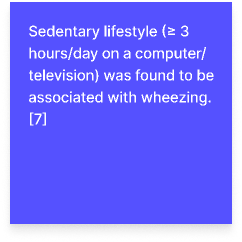 Sedentary lifestyle (≥ 3
hours/day on a computer/
television) was found to be
associated with wheezing.
[7]